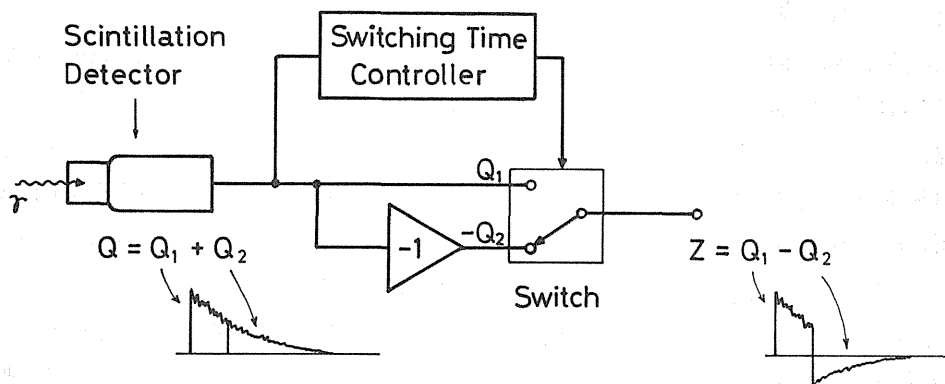 Scintillation
Detector
Switching Time
Controller
γ
Q₁
-1
-Q₂
Switch
Q = Q₁ + Q₂
Z = Q₁ - Q₂